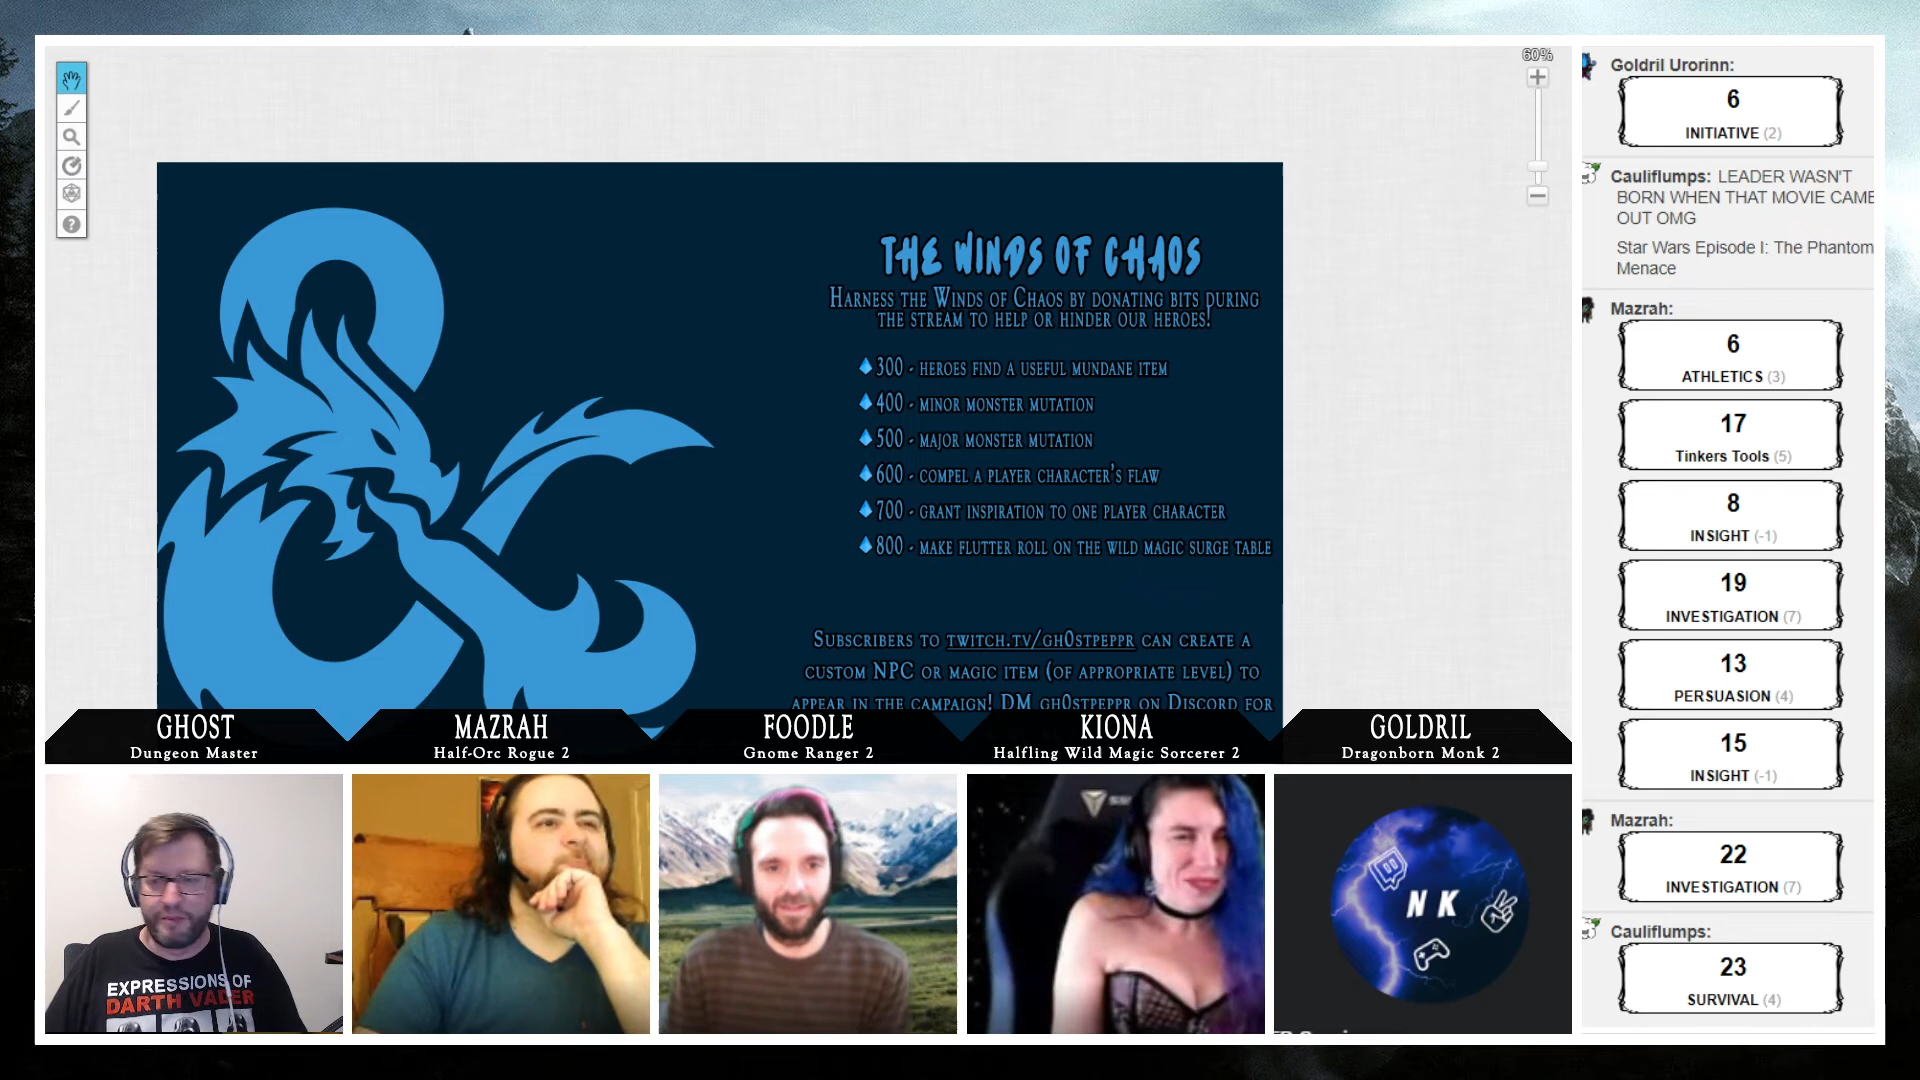 60%
THE WINDS OF CHAOS
HARNESS THE WINDS OF CHAOS BY DONATING BITS DURING
THE STREAM TO HELP OR HINDER OUR HEROES!
300 - HEROES FIND A USEFUL MUNDANE ITEM
400 - MINOR MONSTER MUTATION
500 - MAJOR MONSTER MUTATION
600 - COMPEL A PLAYER CHARACTER'S FLAW
700 - GRANT INSPIRATION TO ONE PLAYER CHARACTER
800 - MAKE FLUTTER ROLL ON THE WILD MAGIC SURGE TABLE
SUBSCRIBERS TO TWITCH.TV/GH0STPEPPR CAN CREATE A
CUSTOM NPC OR MAGIC ITEM (OF APPROPRIATE LEVEL) TO
APPEAR IN THE CAMPAIGN! DM GH0STPEPPR ON DISCORD FOR
GHOST
Dungeon Master
MAZRAH
Half-Orc Rogue 2
FOODLE
Gnome Ranger 2
KIONA
Halfling Wild Magic Sorcerer 2
GOLDRIL
Dragonborn Monk 2
EXPRESSIONS OF
DARTH VADER
N K
Goldril Urorinn:
6
INITIATIVE (2)
Cauliflumps: LEADER WASN'T
BORN WHEN THAT MOVIE CAME
OUT OMG
Star Wars Episode I: The Phantom
Menace
Mazrah:
6
ATHLETICS (3)
17
Tinkers Tools (5)
8
INSIGHT (-1)
19
INVESTIGATION (7)
13
PERSUASION (4)
15
INSIGHT (-1)
Mazrah:
22
INVESTIGATION (7)
Cauliflumps:
23
SURVIVAL (4)